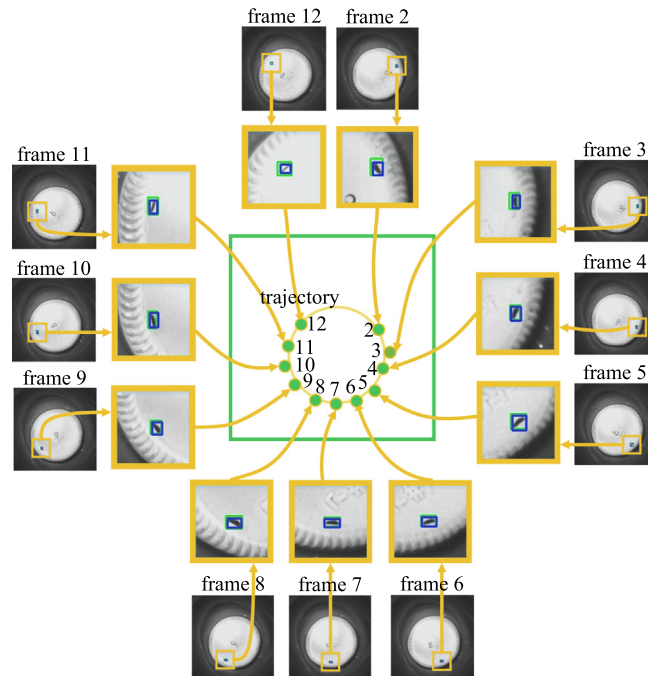 frame 12
frame 2
frame 11
frame 3
frame 10
frame 4
trajectory
12
2
11
3
10
4
9
5
8
7
6
frame 9
frame 5
frame 8
frame 7
frame 6